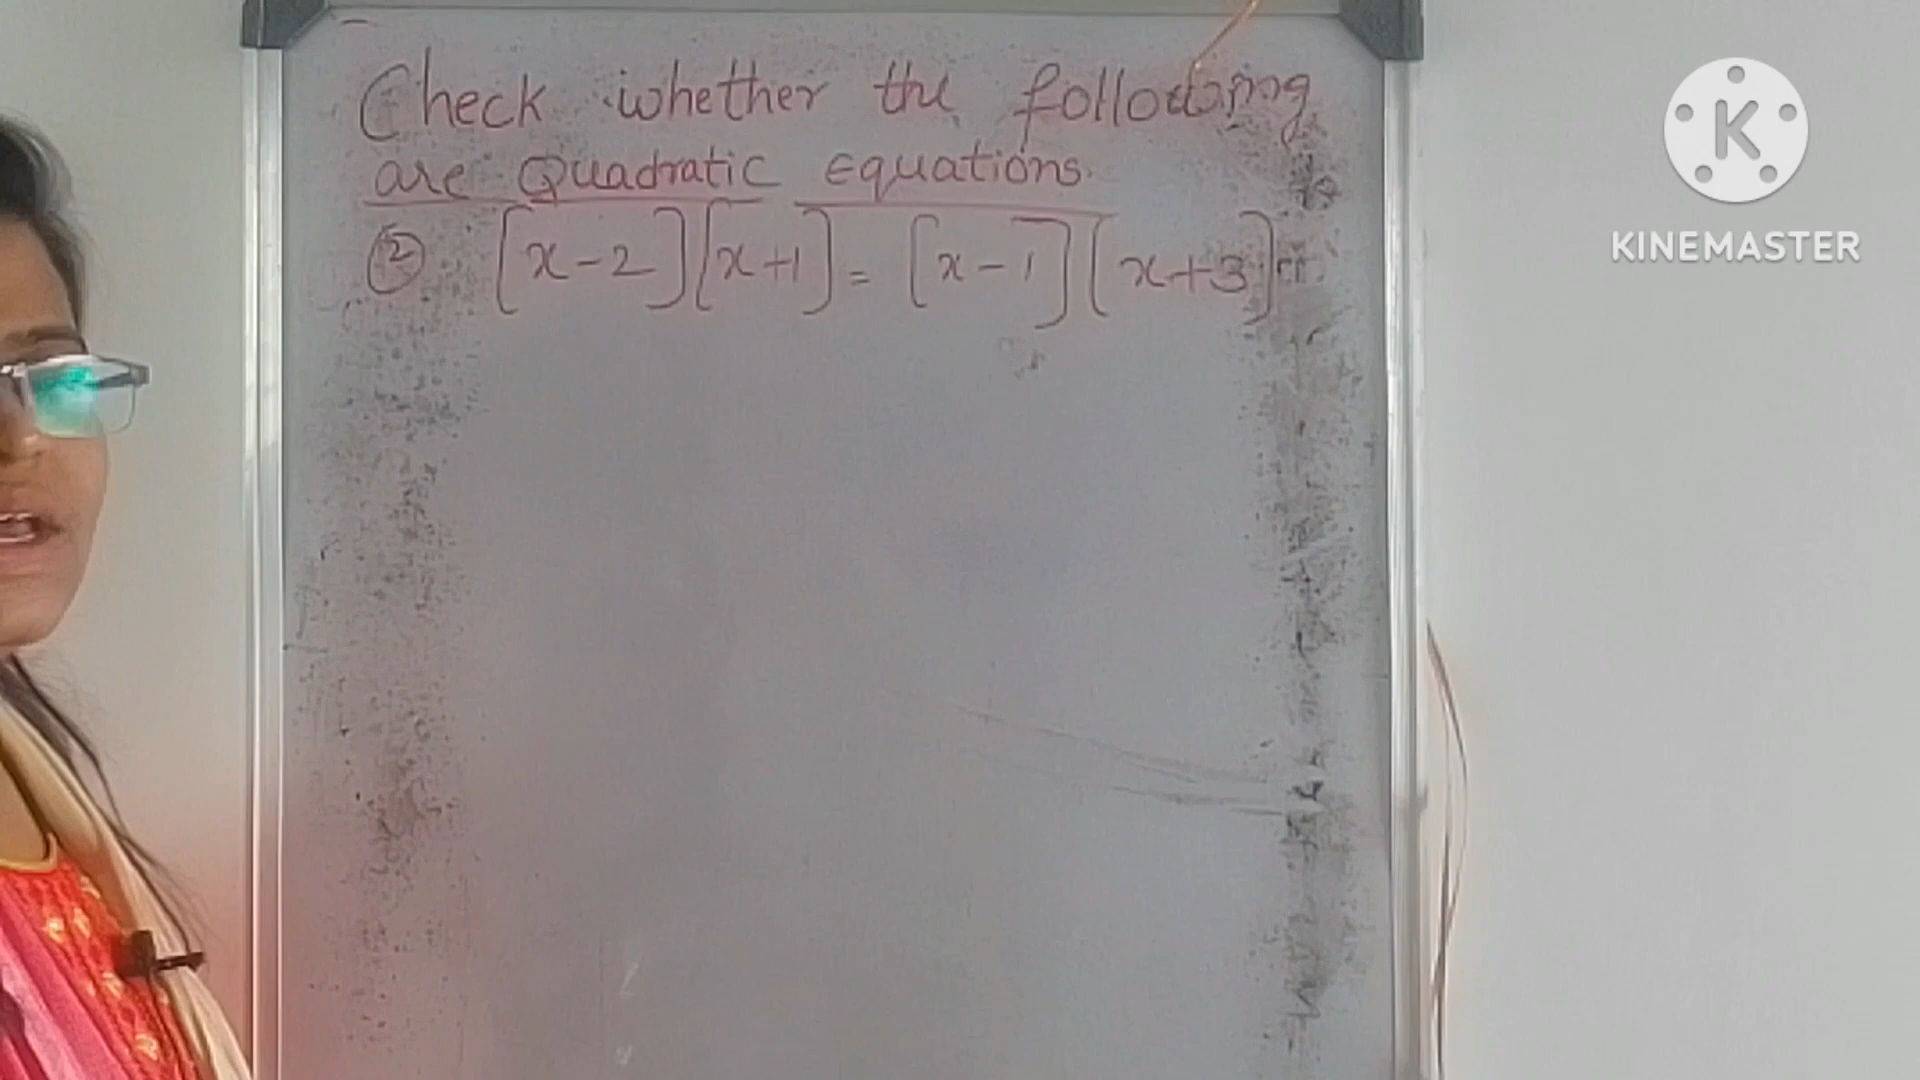 Check whether the following
are Quadratic Equations.
② [x-2][x+1] = [x-1][x+3]
K
KINEMASTER